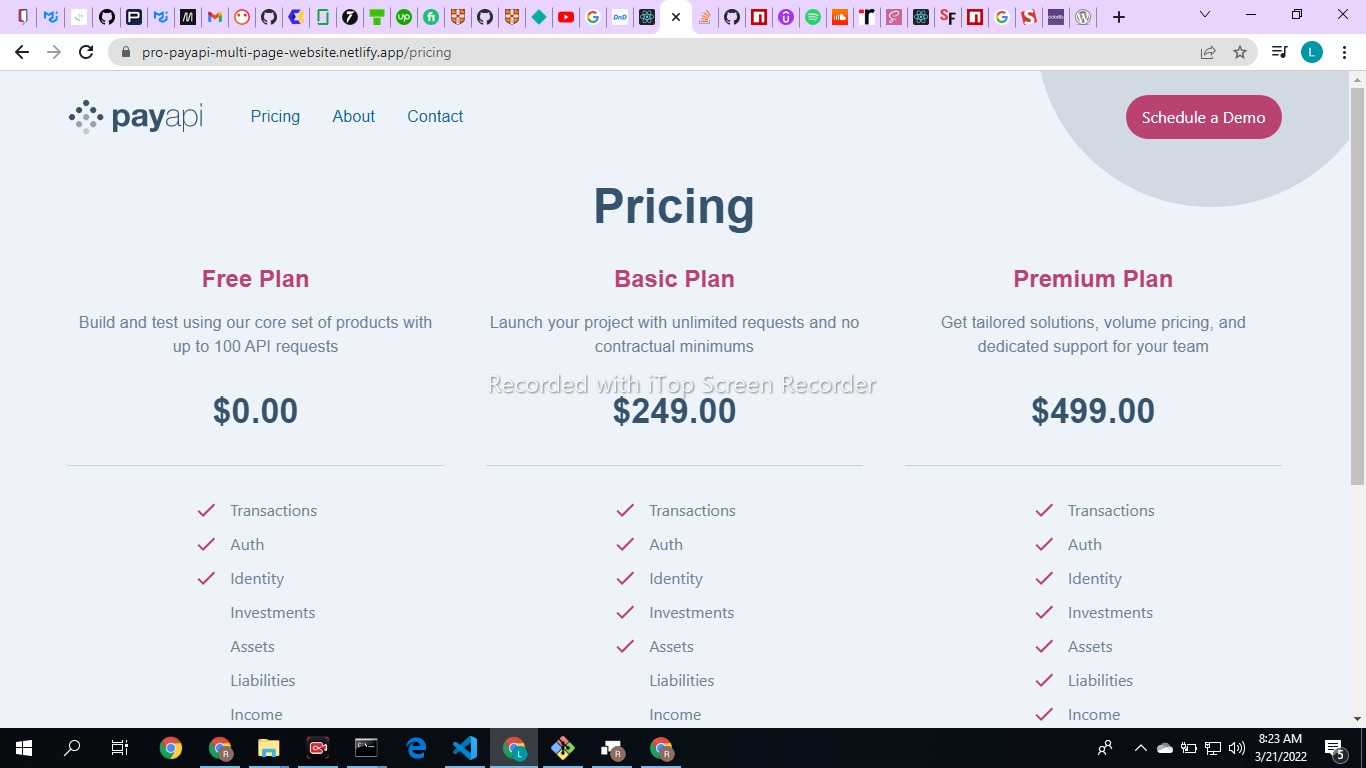 pro-payapi-multi-page-website.netlify.app/pricing
L
payapi
Pricing
About
Contact
Schedule a Demo
Pricing
Free Plan
Build and test using our core set of products with
up to 100 API requests
$0.00
Transactions
Auth
Identity
Investments
Assets
Liabilities
Income
Basic Plan
Launch your project with unlimited requests and no
contractual minimums
Recorded with iTop Screen Recorder
$249.00
Transactions
Auth
Identity
Investments
Assets
Liabilities
Income
Premium Plan
Get tailored solutions, volume pricing, and
dedicated support for your team
$499.00
Transactions
Auth
Identity
Investments
Assets
Liabilities
Income
8:23 AM
3/21/2022
5